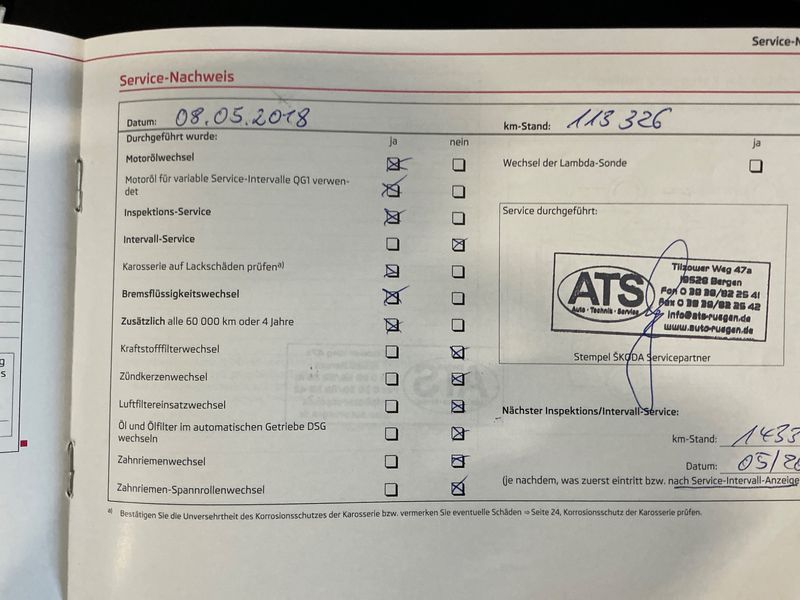 Service-N
Service-Nachweis
Datum: 08.05.2018
km-Stand: 113 326
Durchgeführt wurde:
ja
nein
ja
Motorölwechsel
Wechsel der Lambda-Sonde
Motoröl für variable Service-Intervalle QG1 verwen-
det
Inspektions-Service
Service durchgeführt:
Intervall-Service
Karosserie auf Lackschäden prüfen a)
Bremsflüssigkeitswechsel
Zusätzlich alle 60 000 km oder 4 Jahre
ATS
Auto - Technik - Service
Tilzower Weg 47a
18528 Bergen
Fon 0 38 38/82 25 41
Fax 0 38 38/82 25 42
info@ats-ruegen.de
www.auto-ruegen.de
Stempel ŠKODA Servicepartner
Kraftstofffilterwechsel
Zündkerzenwechsel
Luftfiltereinsatzwechsel
Öl und Ölfilter im automatischen Getriebe DSG
wechseln
Zahnriemenwechsel
Zahnriemen-Spannrollenwechsel
Nächster Inspektions/Intervall-Service:
km-Stand: 1433
Datum: 05/20
(je nachdem, was zuerst eintritt bzw. nach Service-Intervall-Anzeige
a) Bestätigen Sie die Unversehrtheit des Korrosionsschutzes der Karosserie bzw. vermerken Sie eventuelle Schäden ⇒ Seite 24, Korrosionsschutz der Karosserie prüfen.